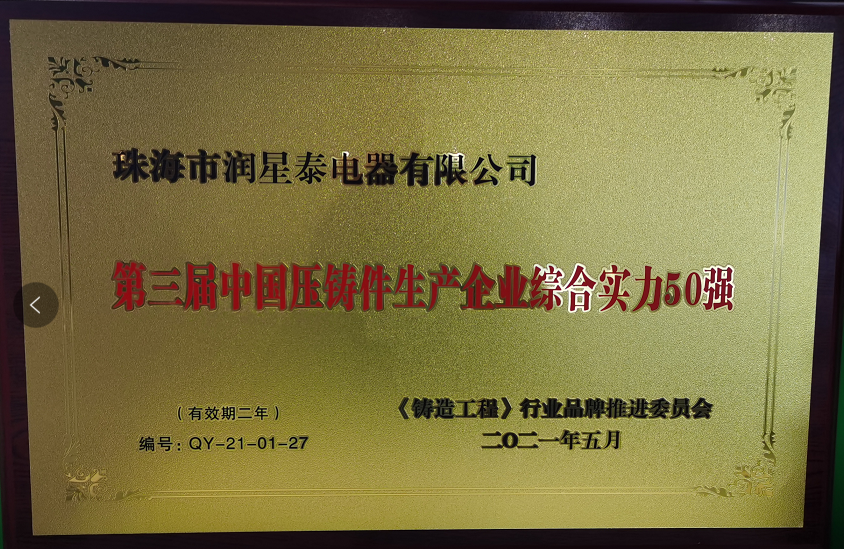 珠海市润星泰电器有限公司
第三届中国压铸件生产企业综合实力50强
（有效期二年）
编号：QY-21-01-27
《铸造工程》行业品牌推进委员会
二O二一年五月